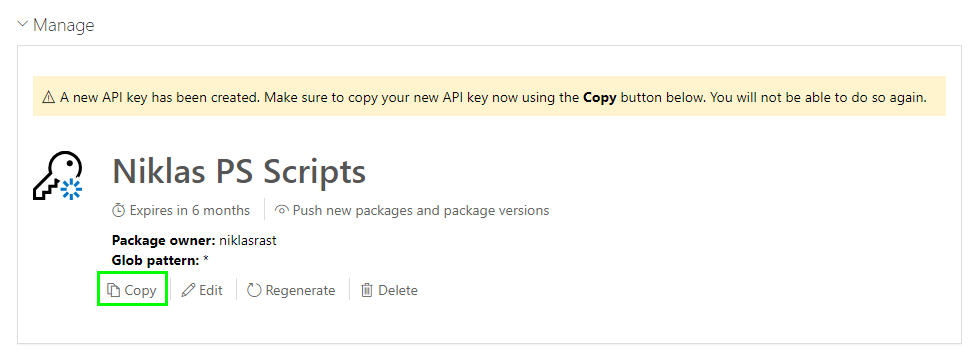 Manage
A new API key has been created. Make sure to copy your new API key now using the Copy button below. You will not be able to do so again.
Niklas PS Scripts
Expires in 6 months Push new packages and package versions
Package owner: niklasrast
Glob pattern: *
Copy Edit Regenerate Delete